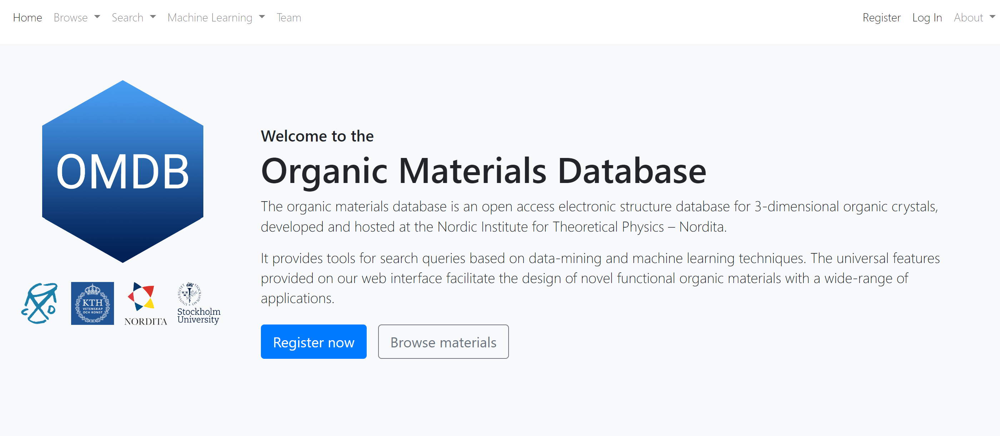 Home Browse Search Machine Learning Team Register Log In About
OMDB
Welcome to the
Organic Materials Database
The organic materials database is an open access electronic structure database for 3-dimensional organic crystals,
developed and hosted at the Nordic Institute for Theoretical Physics – Nordita.
It provides tools for search queries based on data-mining and machine learning techniques. The universal features
provided on our web interface facilitate the design of novel functional organic materials with a wide-range of
applications.
Register now Browse materials
C D
KTH
VETENSKAP
OCH KONST
NORDITA
STOCKHOLMS UNIVERSITET
Stockholm
University